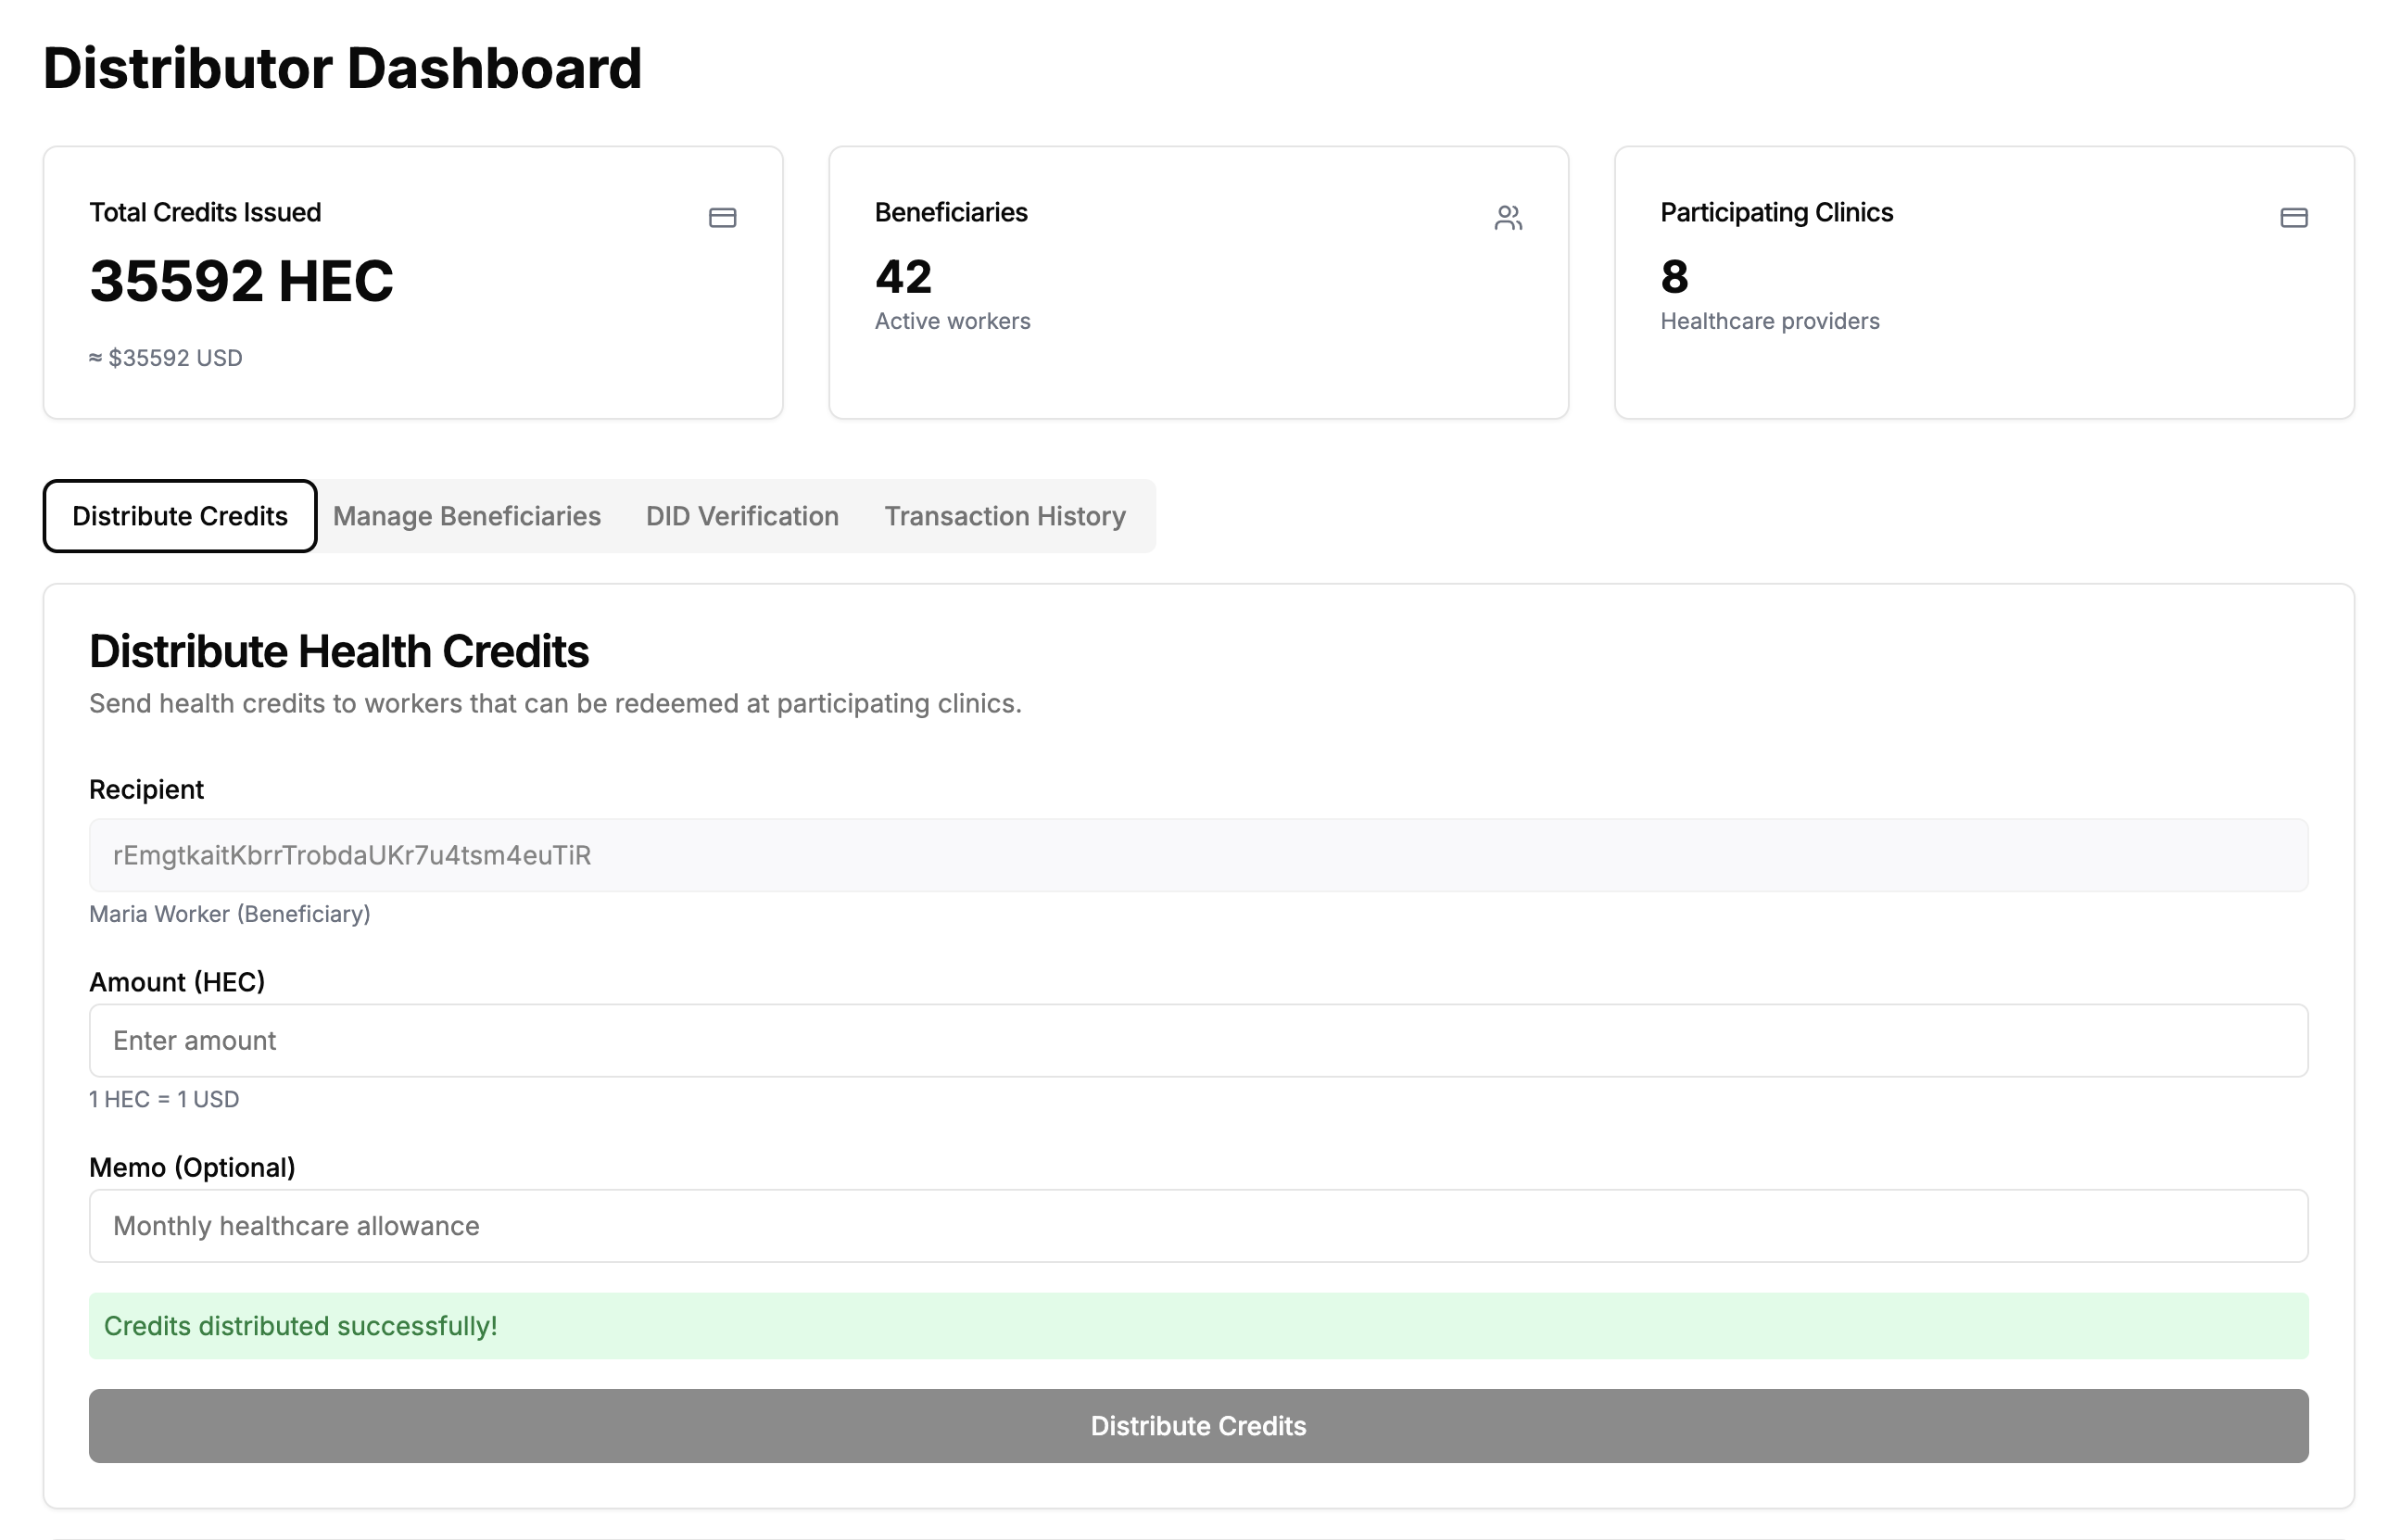 Distributor Dashboard
Total Credits Issued
35592 HEC
≈ $35592 USD
Beneficiaries
42
Active workers
Participating Clinics
8
Healthcare providers
Distribute Credits
Manage Beneficiaries
DID Verification
Transaction History
Distribute Health Credits
Send health credits to workers that can be redeemed at participating clinics.
Recipient
rEmgtkaitKbrrTrobdaUKr7u4tsm4euTiR
Maria Worker (Beneficiary)
Amount (HEC)
Enter amount
1 HEC = 1 USD
Memo (Optional)
Monthly healthcare allowance
Credits distributed successfully!
Distribute Credits